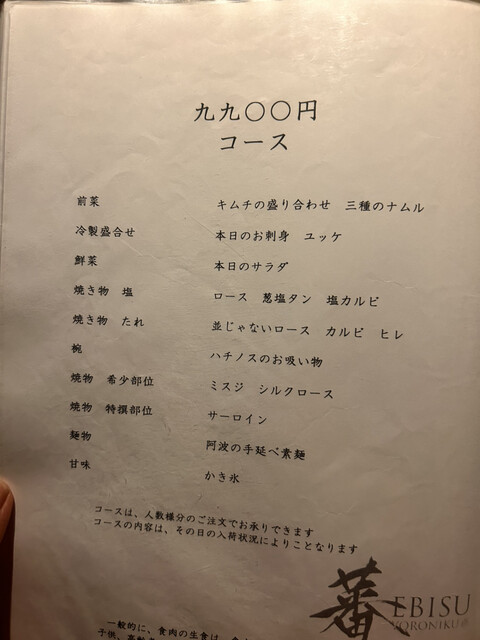 九九〇〇円
コース
前菜 キムチの盛り合わせ 三種のナムル
冷製盛合せ 本日のお刺身 ユッケ
鮮菜 本日のサラダ
焼き物 塩 ロース 葱塩タン 塩カルビ
焼き物 たれ 並じゃないロース カルビ ヒレ
椀 ハチノスのお吸い物
焼物 希少部位 ミスジ シルクロース
焼物 特撰部位 サーロイン
麺物 阿波の手延べ素麺
甘味 かき氷
コースは、人数様分のご注文でお承りできます
コースの内容は、その日の入荷状況によりことなります
蕃 EBISU
YORONIKU
一般的に、食肉の生食は、食
子供、高齢